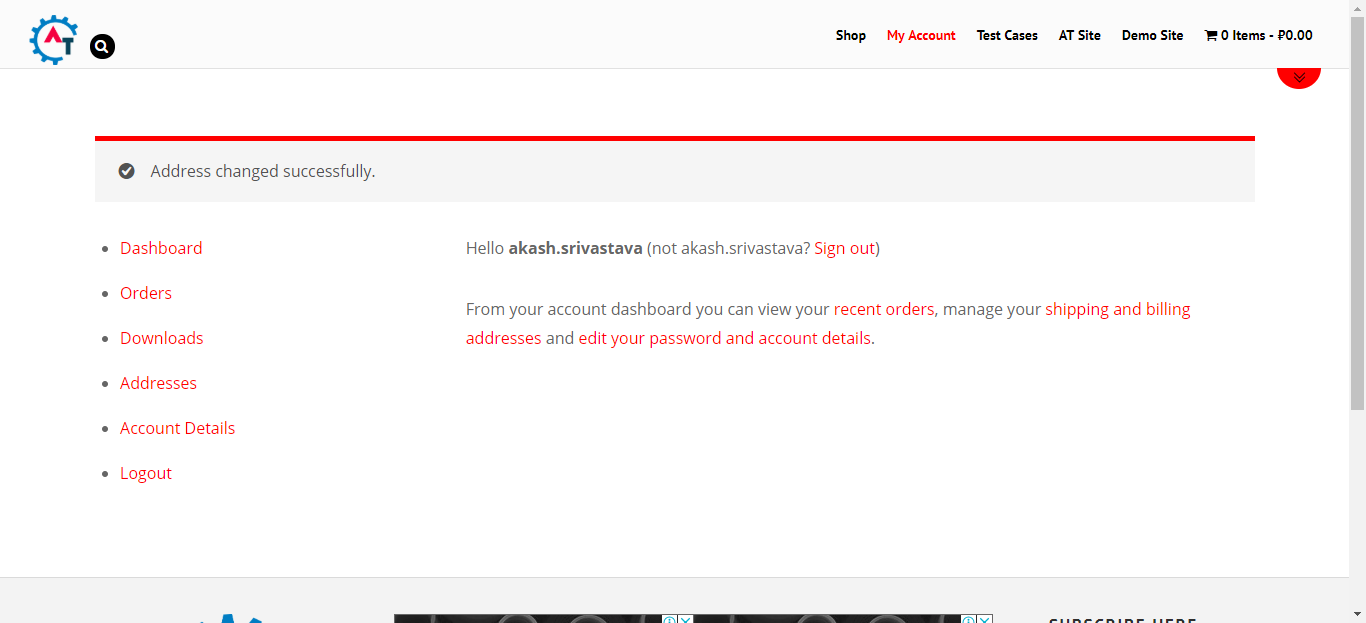 AT
Shop My Account Test Cases AT Site Demo Site 0 Items - ₽0.00
Address changed successfully.
Dashboard
Orders
Downloads
Addresses
Account Details
Logout
Hello akash.srivastava (not akash.srivastava? Sign out)
From your account dashboard you can view your recent orders, manage your shipping and billing
addresses and edit your password and account details.
SUBSCRIBE HERE